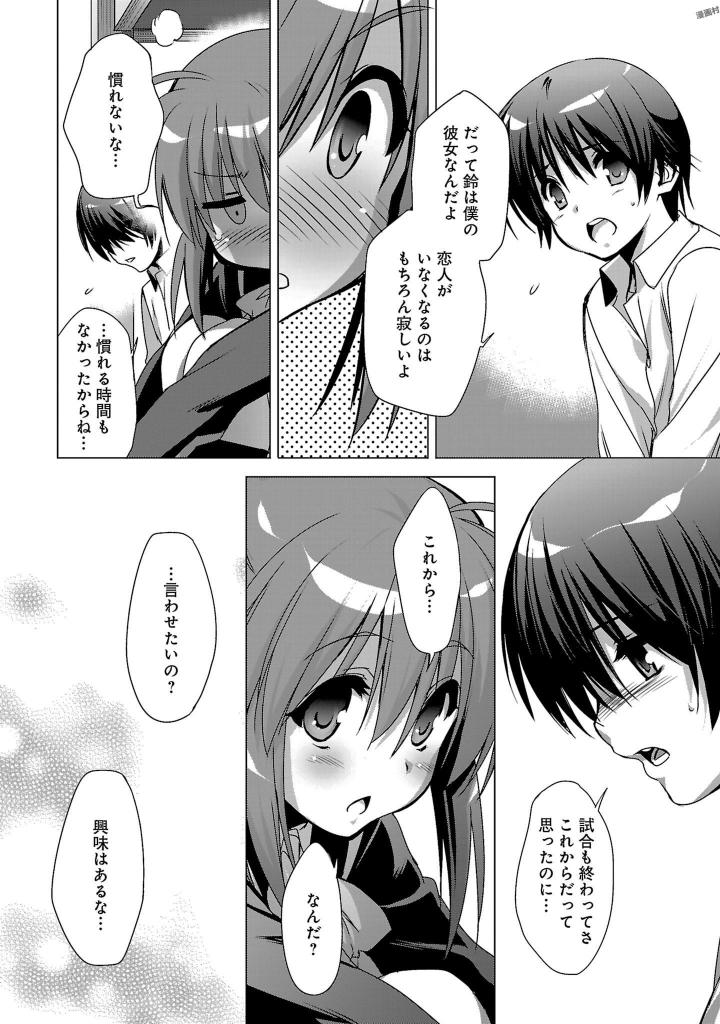 漫画村
だって鈴は僕の
彼女なんだよ
恋人が
いなくなるのは
もちろん寂しいよ
慣れないな…
…慣れる時間も
なかったからね…
試合も終わってさ
これからだって
思ったのに…
これから…
なんだ?
…言わせたいの?
興味はあるな…